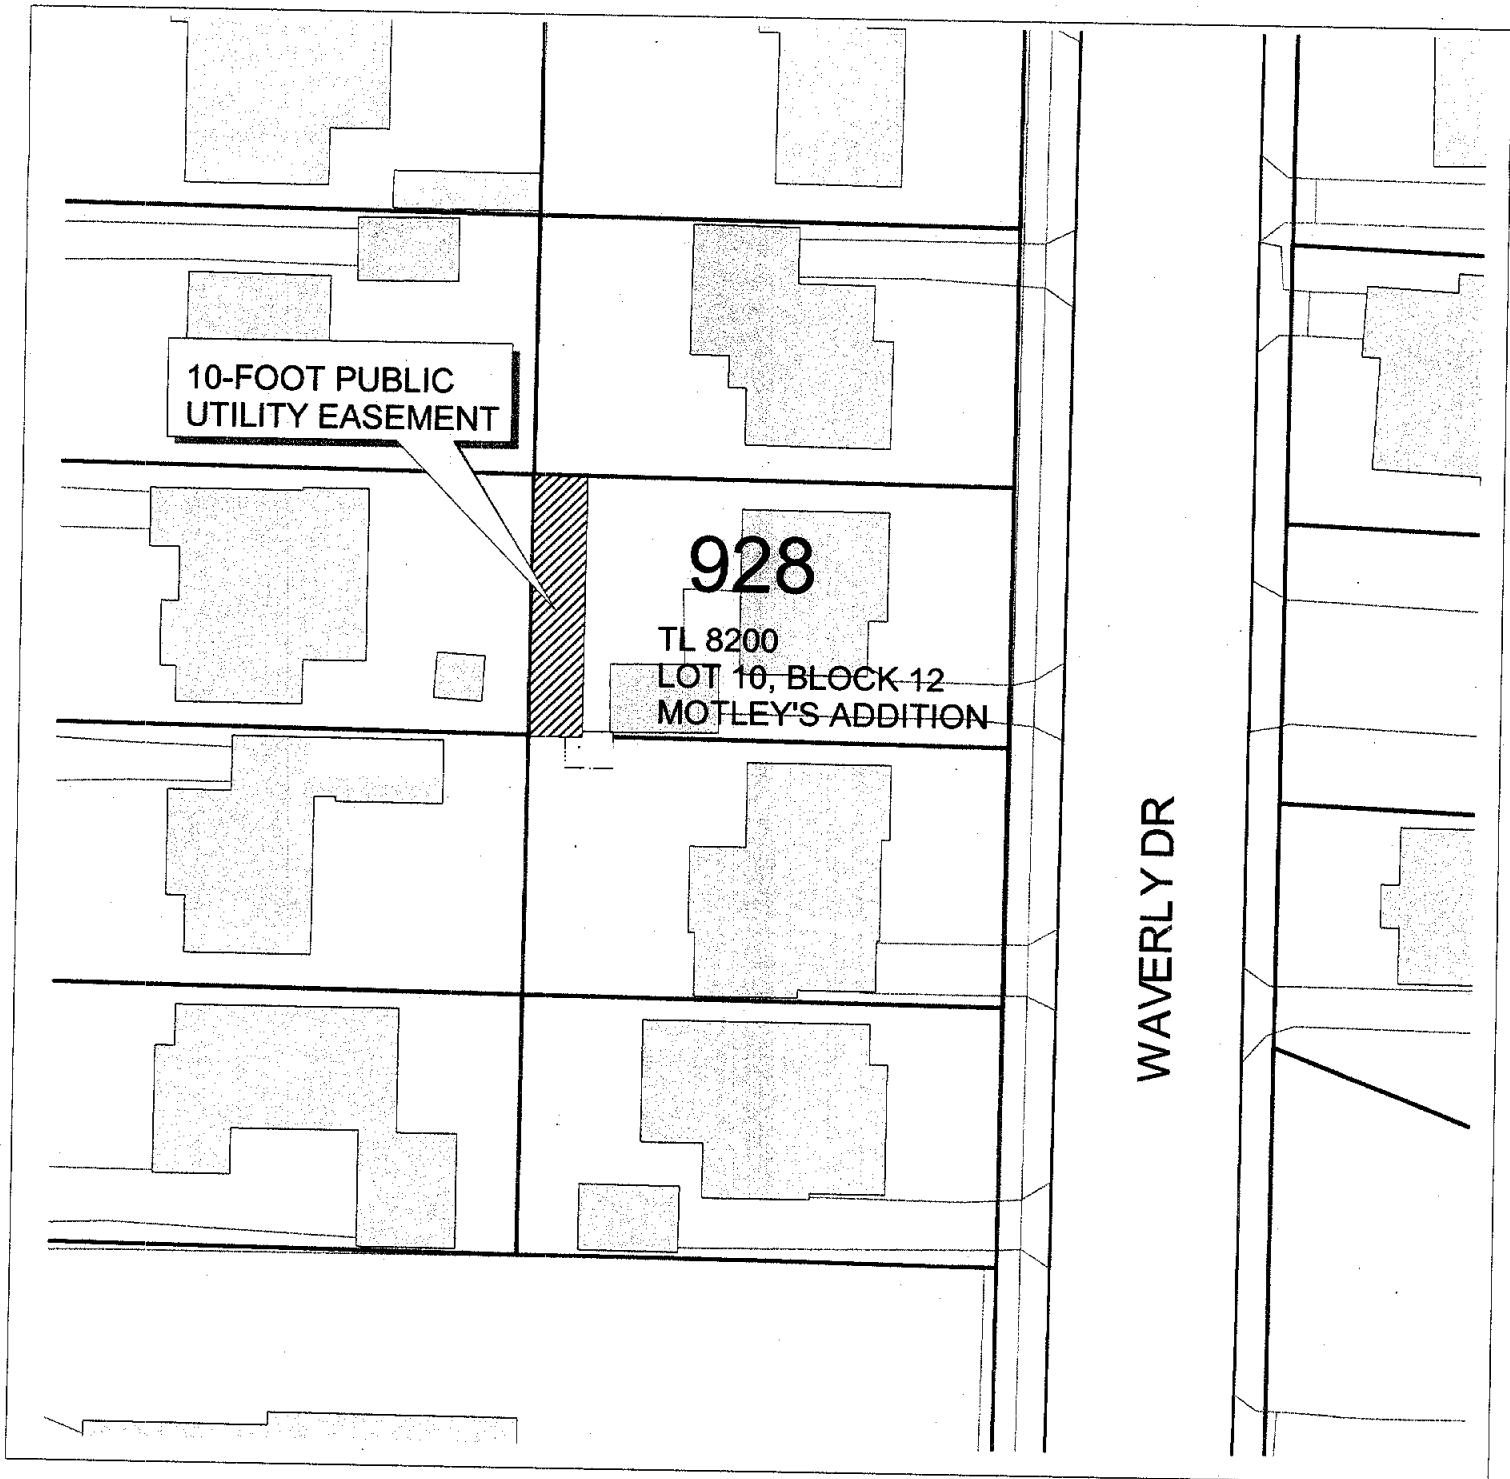 10-FOOT PUBLIC
UTILITY EASEMENT
928
TL 8200
LOT 10, BLOCK 12
MOTLEY'S ADDITION
WAVERLY DR